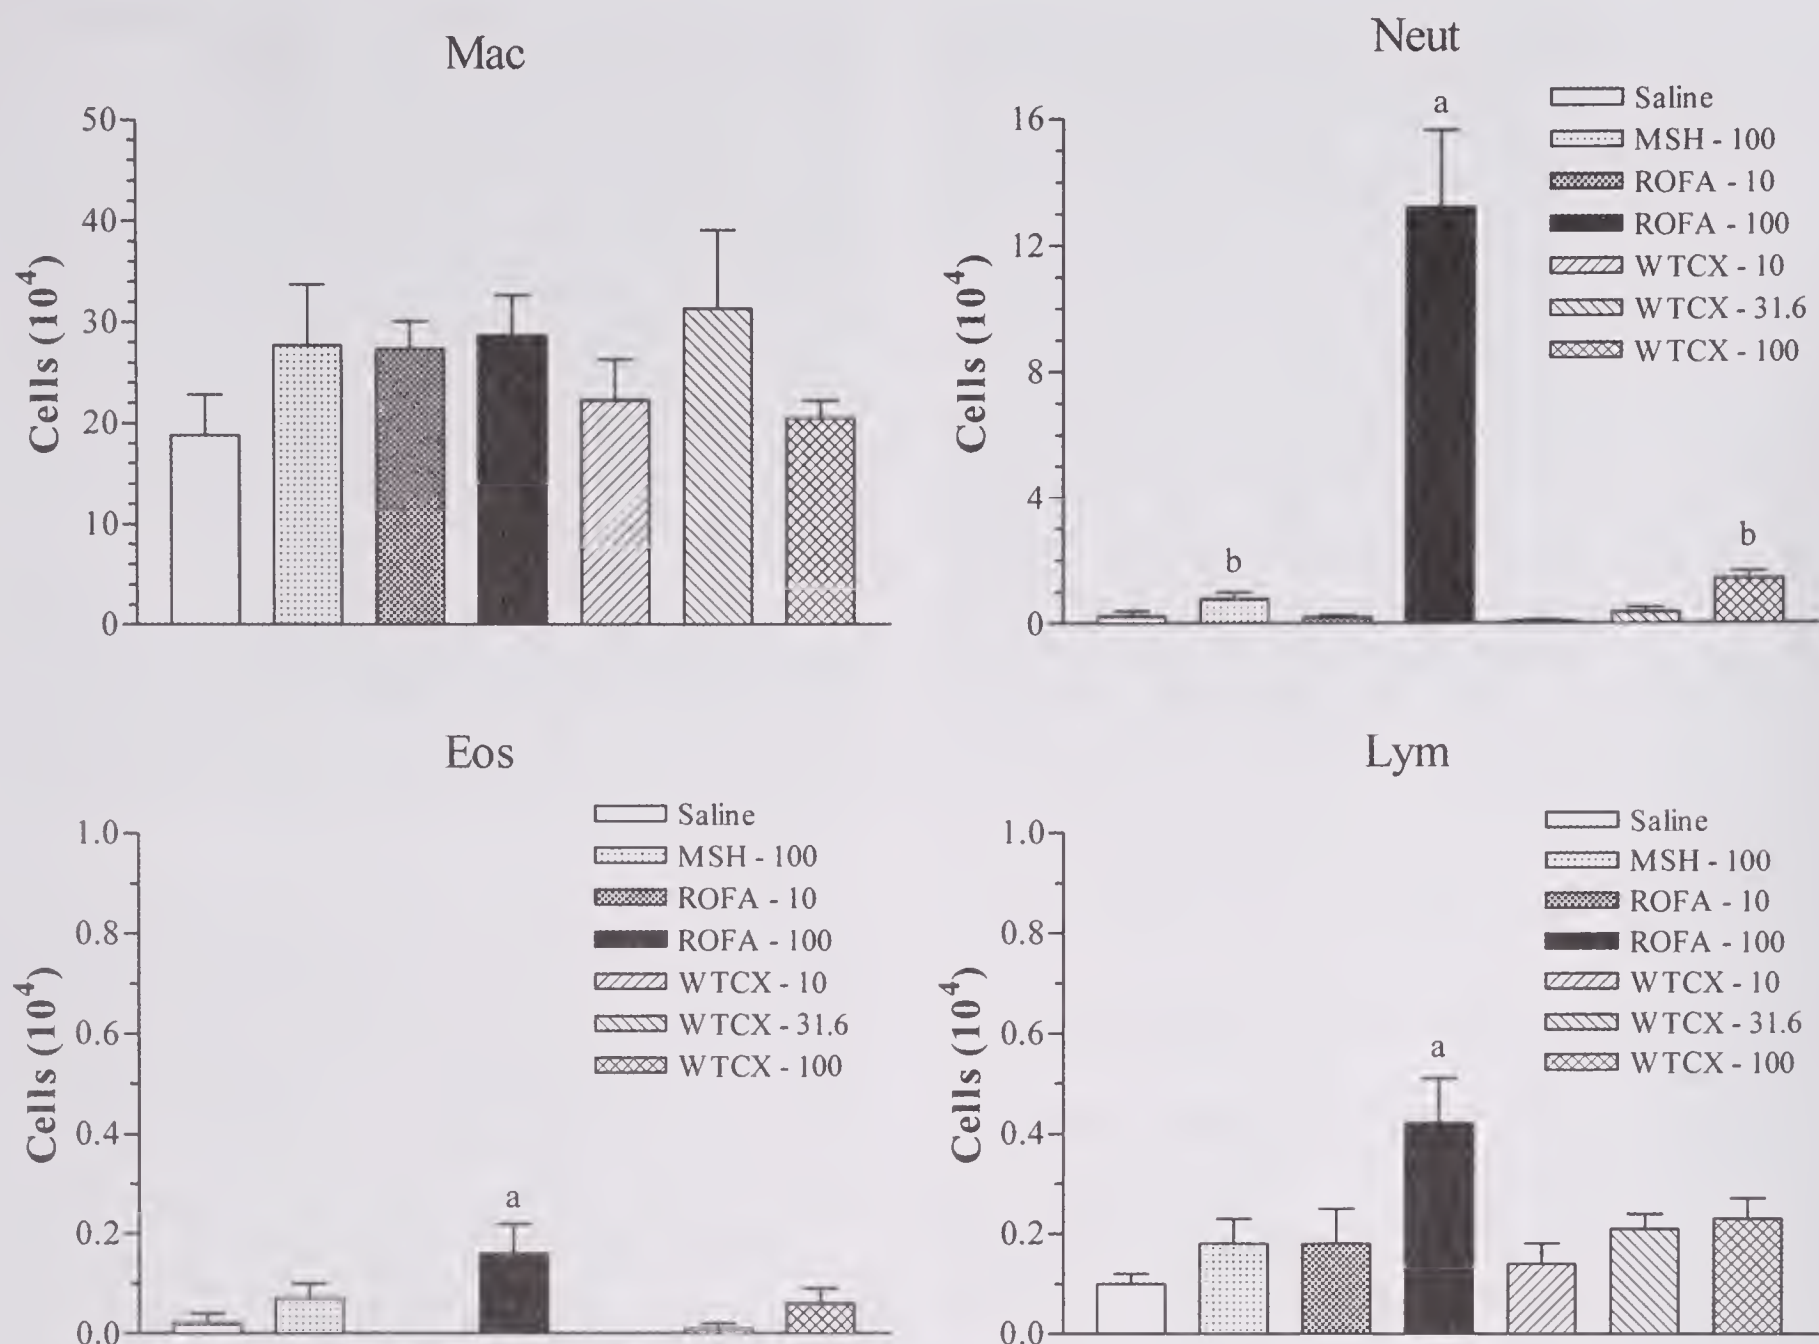 Mac
Cells (10⁴)
50
40
30
20
10
0
Neut
Cells (10⁴)
16
12
8
4
0
b
a
b
Saline
MSH - 100
ROFA - 10
ROFA - 100
WTCX - 10
WTCX - 31.6
WTCX - 100
Eos
Cells (10⁴)
1.0
0.8
0.6
0.4
0.2
0.0
a
Saline
MSH - 100
ROFA - 10
ROFA - 100
WTCX - 10
WTCX - 31.6
WTCX - 100
Lym
Cells (10⁴)
1.0
0.8
0.6
0.4
0.2
0.0
a
Saline
MSH - 100
ROFA - 10
ROFA - 100
WTCX - 10
WTCX - 31.6
WTCX - 100